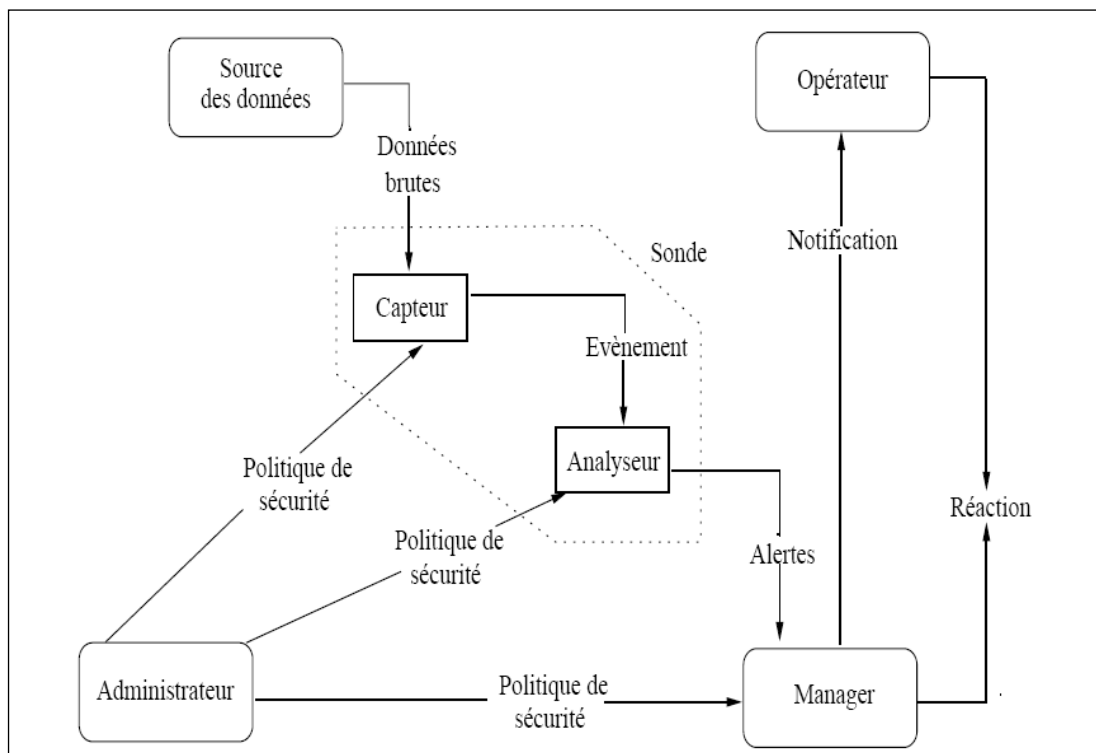 Source
des données
Opérateur
Données
brutes
Notification
Sonde
Capteur
Evènement
Analyseur
Politique de
sécurité
Réaction
Politique de
sécurité
Alertes
Administrateur
Politique de
sécurité
Manager